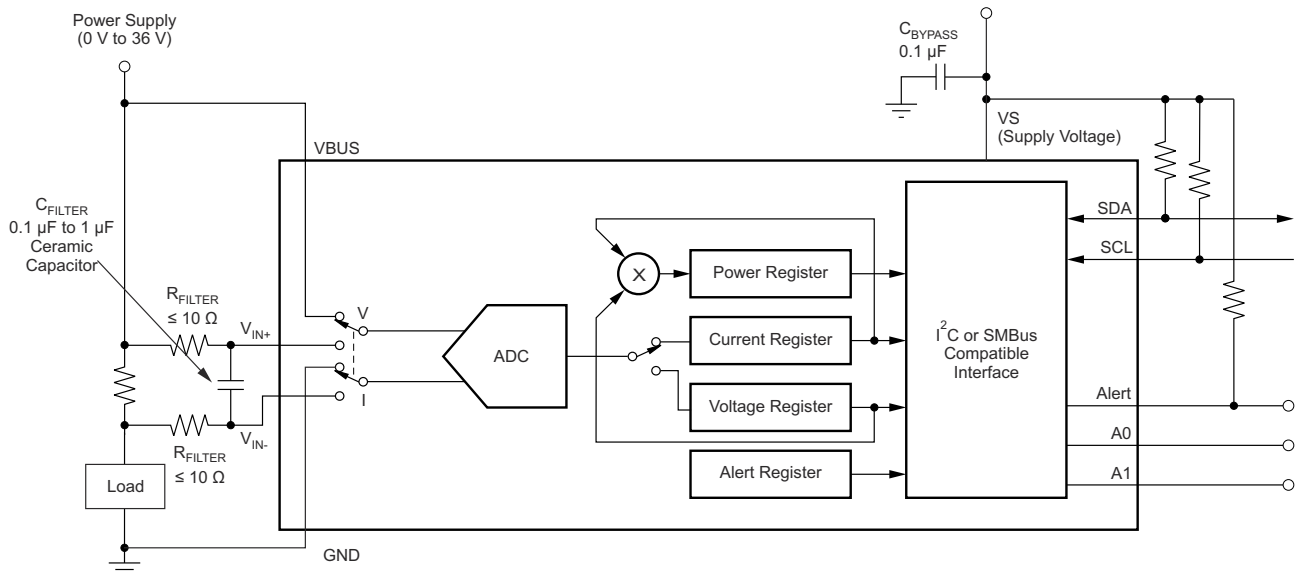 Power Supply
(0 V to 36 V)
C_BYPASS
0.1 µF
VS
(Supply Voltage)
VBUS
C_FILTER
0.1 µF to 1 µF
Ceramic
Capacitor
R_FILTER
≤ 10 Ω
V_IN+
V
I
V_IN-
R_FILTER
≤ 10 Ω
Load
GND
ADC
X
Power Register
Current Register
Voltage Register
Alert Register
I²C or SMBus
Compatible
Interface
SDA
SCL
Alert
A0
A1